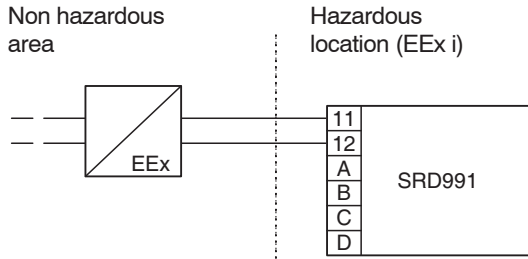 Non hazardous
area
Hazardous
location (EEx i)
EEx
11
12
A
B
C
D
SRD991